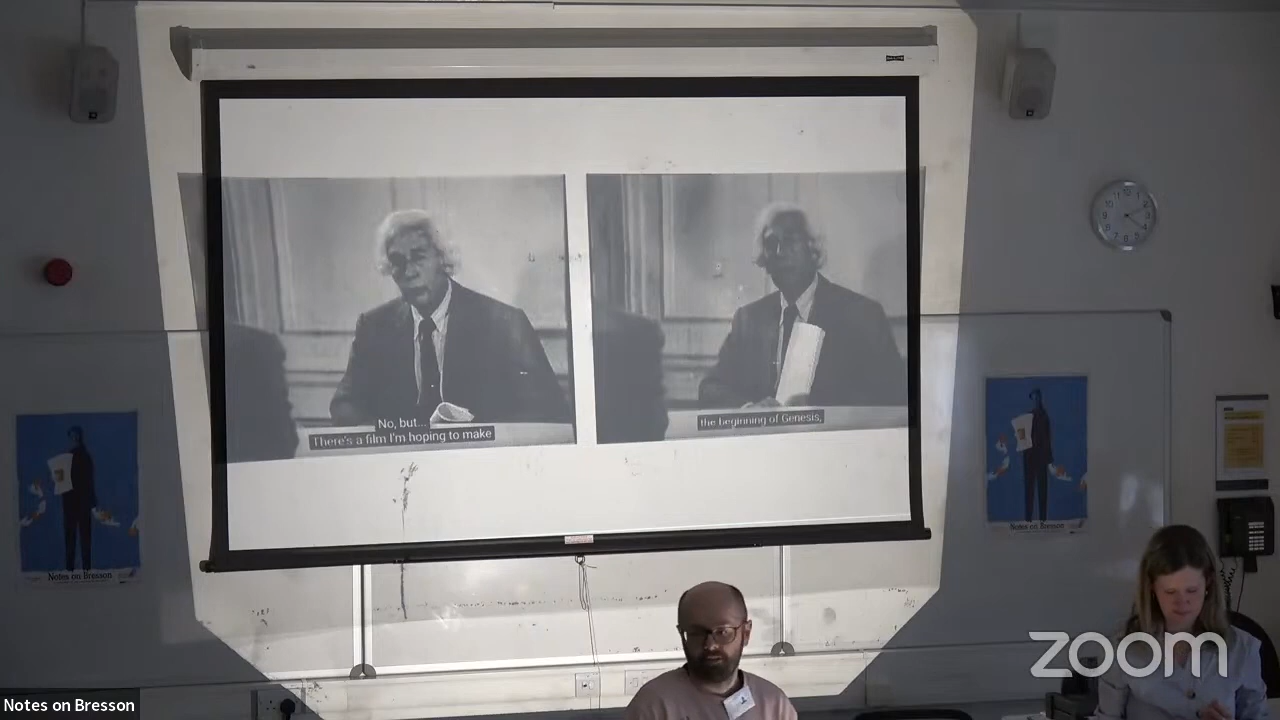 No, but...
There's a film I'm hoping to make
the beginning of Genesis,
Notes on Bresson
Notes on Bresson
zoom
Notes on Bresson